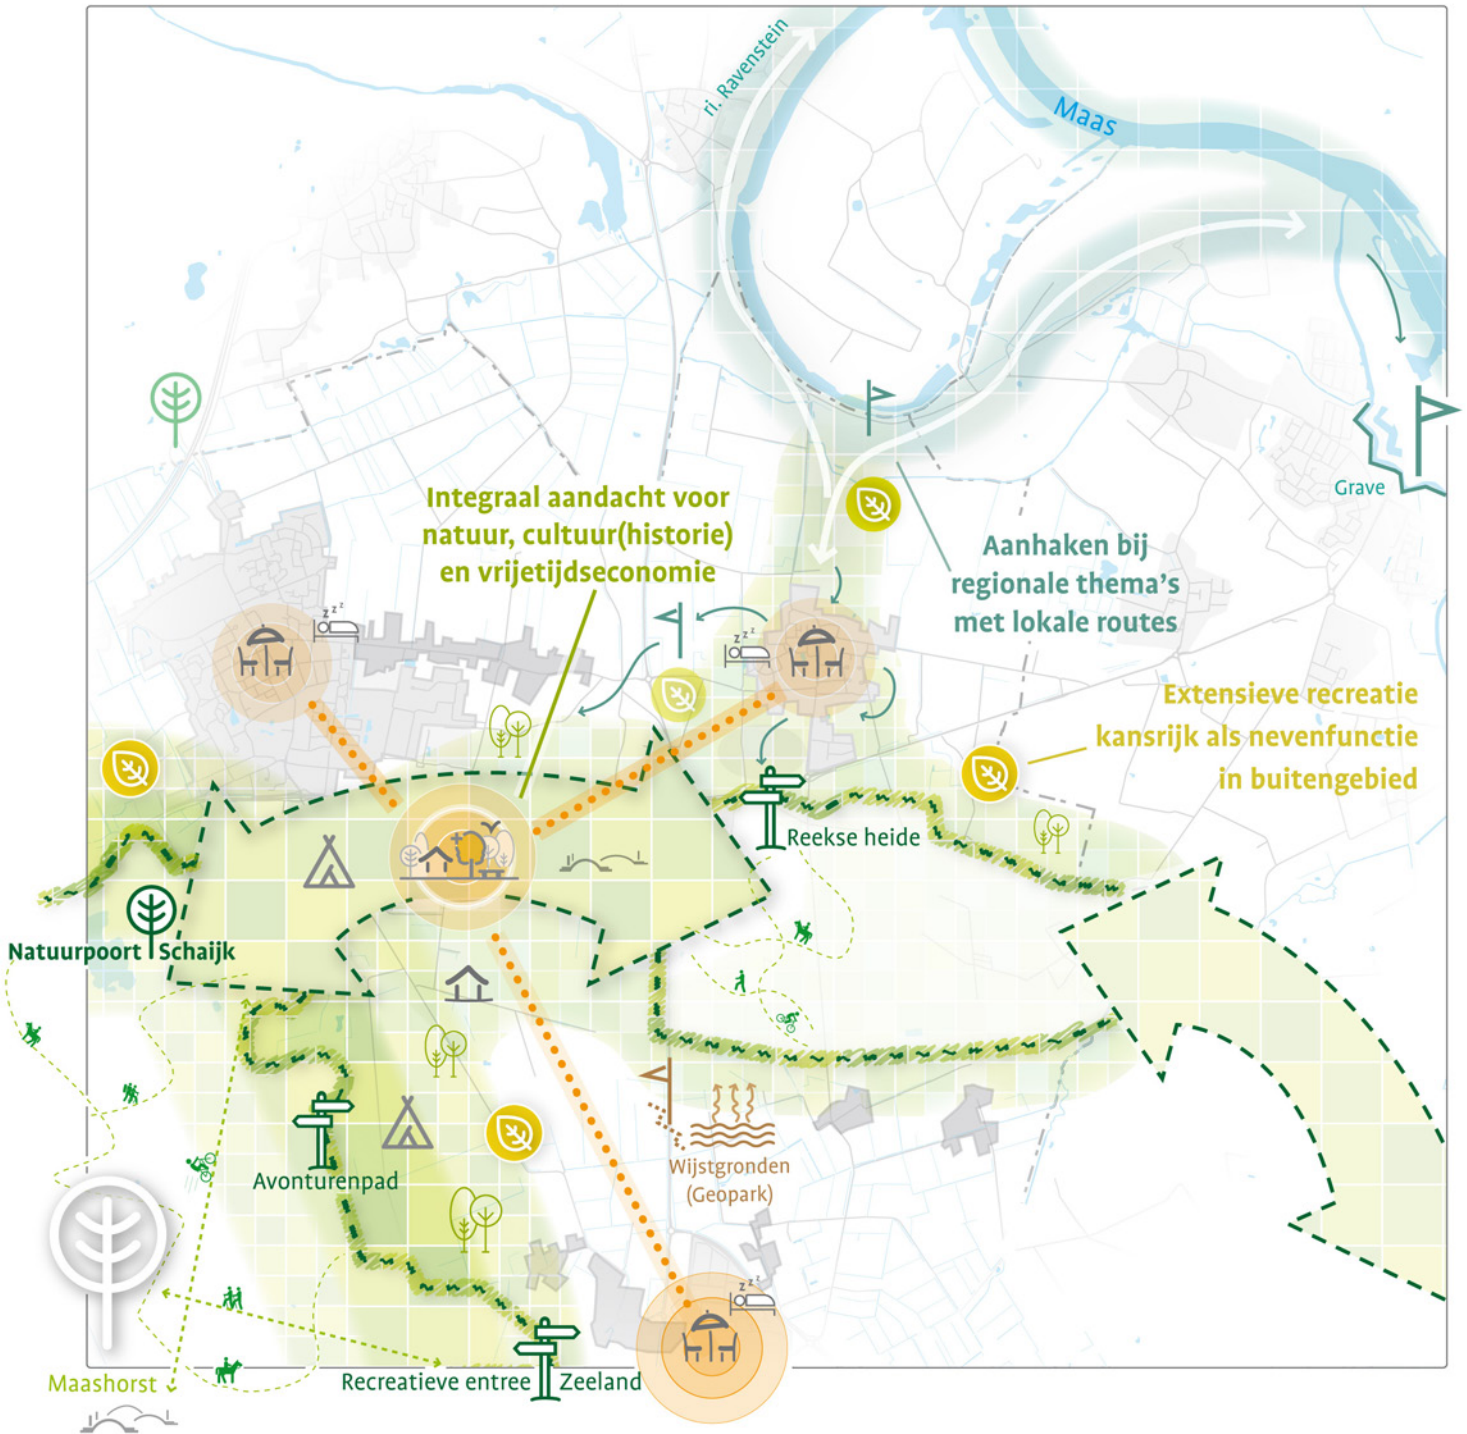 ri. Ravenstein
Maas
Grave
Integraal aandacht voor
natuur, cultuur(historie)
en vrijetijdseconomie
Aanhaken bij
regionale thema's
met lokale routes
z z z
z z z
Extensieve recreatie
kansrijk als nevenfunctie
in buitengebied
Reekse heide
Natuurpoort Schaijk
Avonturenpad
Wijstgronden
(Geopark)
z z z
Maashorst
Recreatieve entree Zeeland